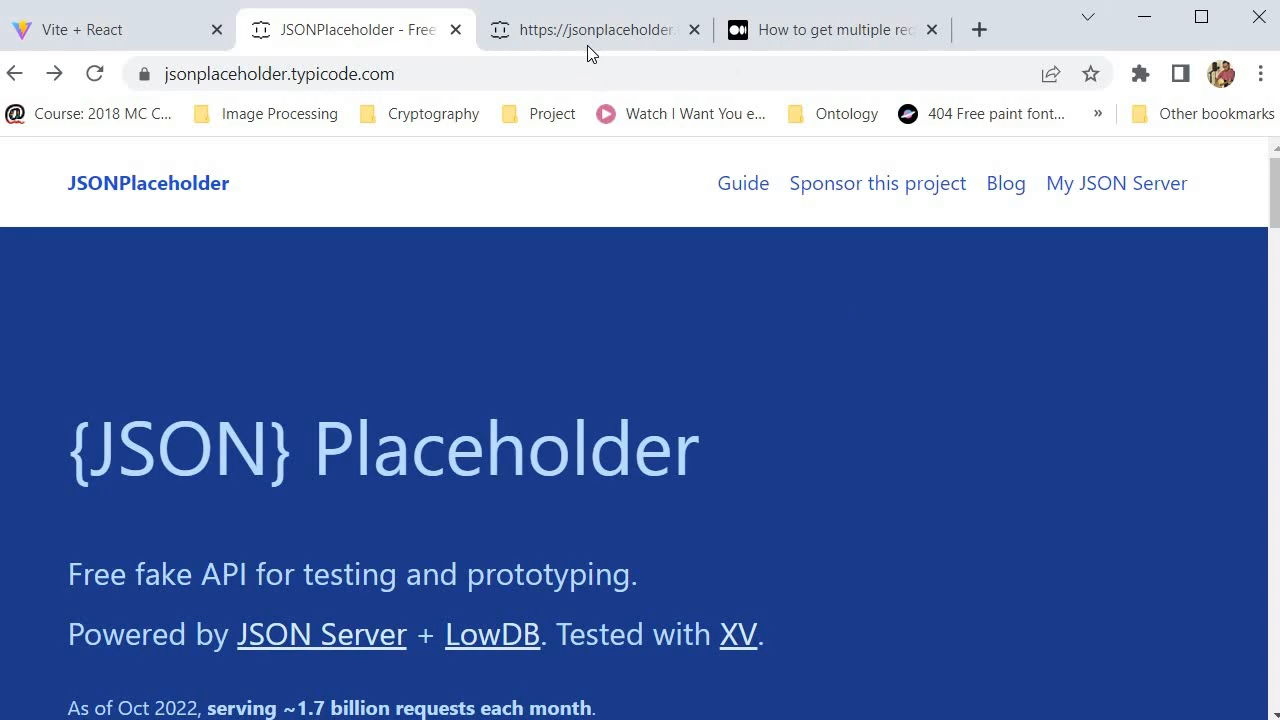 Vite + React
JSONPlaceholder - Free
https://jsonplaceholder.
How to get multiple req
jsonplaceholder.typicode.com
Course: 2018 MC C...
Image Processing
Cryptography
Project
Watch I Want You e...
Ontology
404 Free paint font...
»
Other bookmarks
JSONPlaceholder
Guide
Sponsor this project
Blog
My JSON Server
{JSON} Placeholder
Free fake API for testing and prototyping.
Powered by JSON Server + LowDB. Tested with XV.
As of Oct 2022, serving ~1.7 billion requests each month.